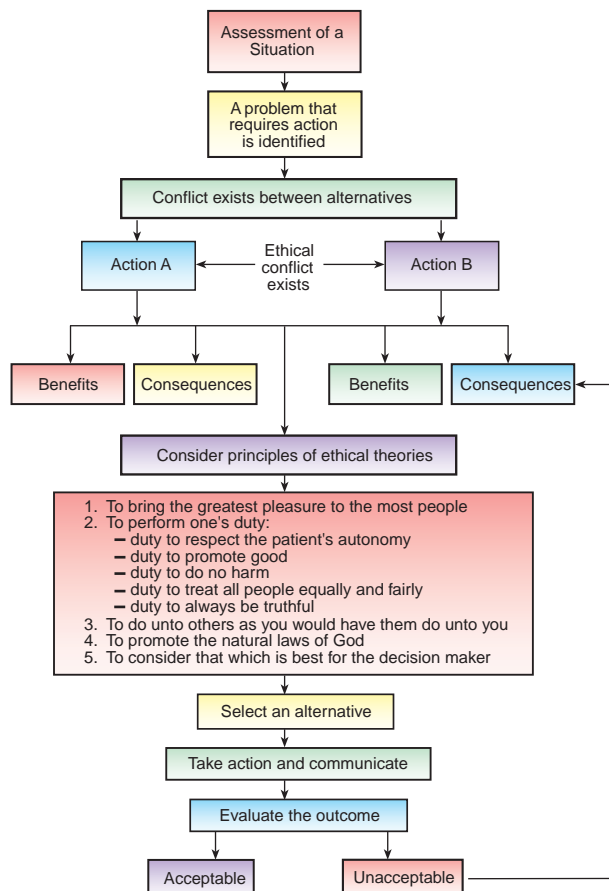 Assessment of a
Situation
A problem that
requires action
is identified
Conflict exists between alternatives
Action A
Ethical
conflict
exists
Action B
Benefits
Consequences
Benefits
Consequences
Consider principles of ethical theories
1. To bring the greatest pleasure to the most people
2. To perform one's duty:
– duty to respect the patient's autonomy
– duty to promote good
– duty to do no harm
– duty to treat all people equally and fairly
– duty to always be truthful
3. To do unto others as you would have them do unto you
4. To promote the natural laws of God
5. To consider that which is best for the decision maker
Select an alternative
Take action and communicate
Evaluate the outcome
Acceptable
Unacceptable